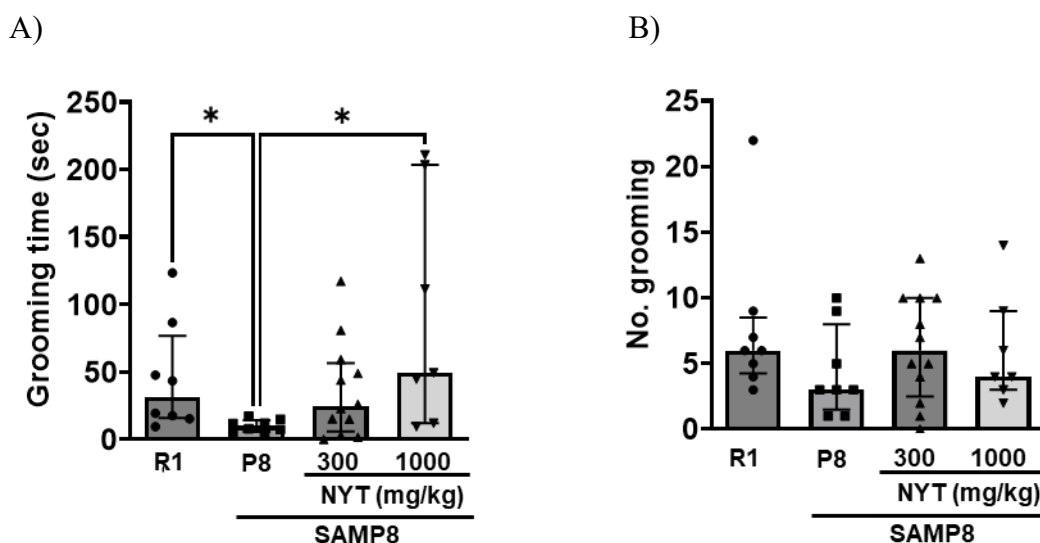 A)
B)
Grooming time (sec)
250
200
150
100
50
0
* *
R1 P8 300 1000
NYT (mg/kg)
SAMP8
No. grooming
25
20
15
10
5
0
R1 P8 300 1000
NYT (mg/kg)
SAMP8